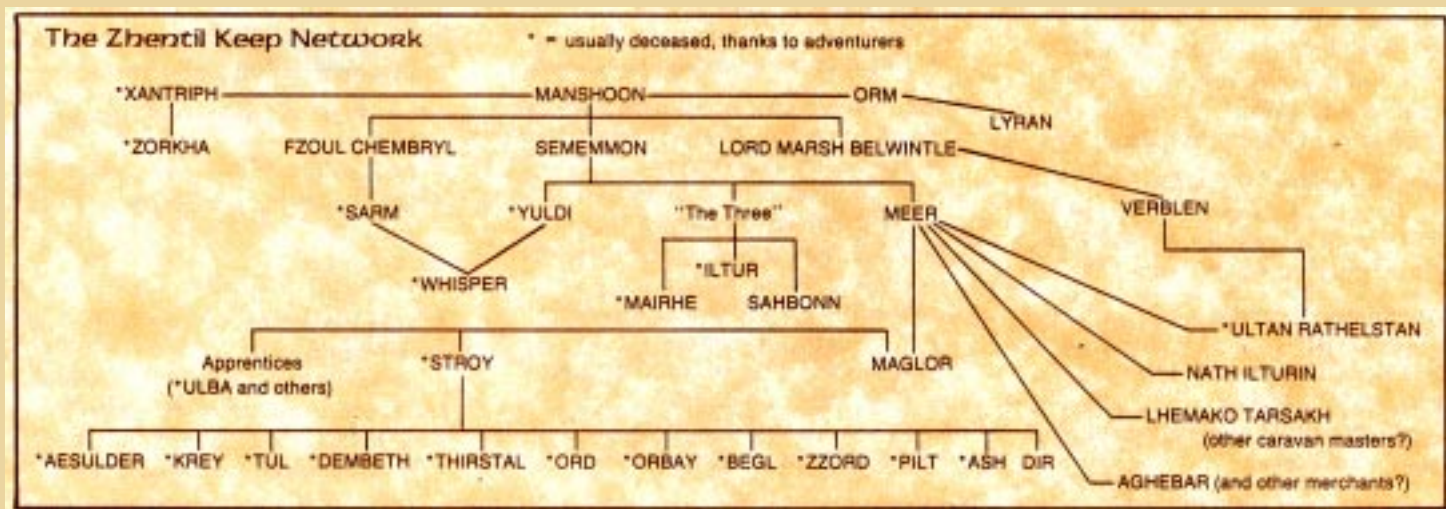 The Zhentil Keep Network * = usually deceased, thanks to adventurers
*XANTRIPH MANSHOON ORM
LYRAN
*ZORKHA FZOUL CHEMBRYL SEMEMMON LORD MARSH BELWINTLE
*SARM *YULDI "The Three" MEER VERBLEN
*ILTUR
*WHISPER
*MAIRHE SAHBONN
*ULTAN RATHELSTAN
Apprentices *STROY MAGLOR
(*ULBA and others)
NATH ILTURIN
LHEMAKO TARSAKH
(other caravan masters?)
*AESULDER *KREY *TUL *DEMBETH *THIRSTAL *ORD *ORBAY *BEGL *ZZORD *PILT *ASH DIR
AGHEBAR (and other merchants?)